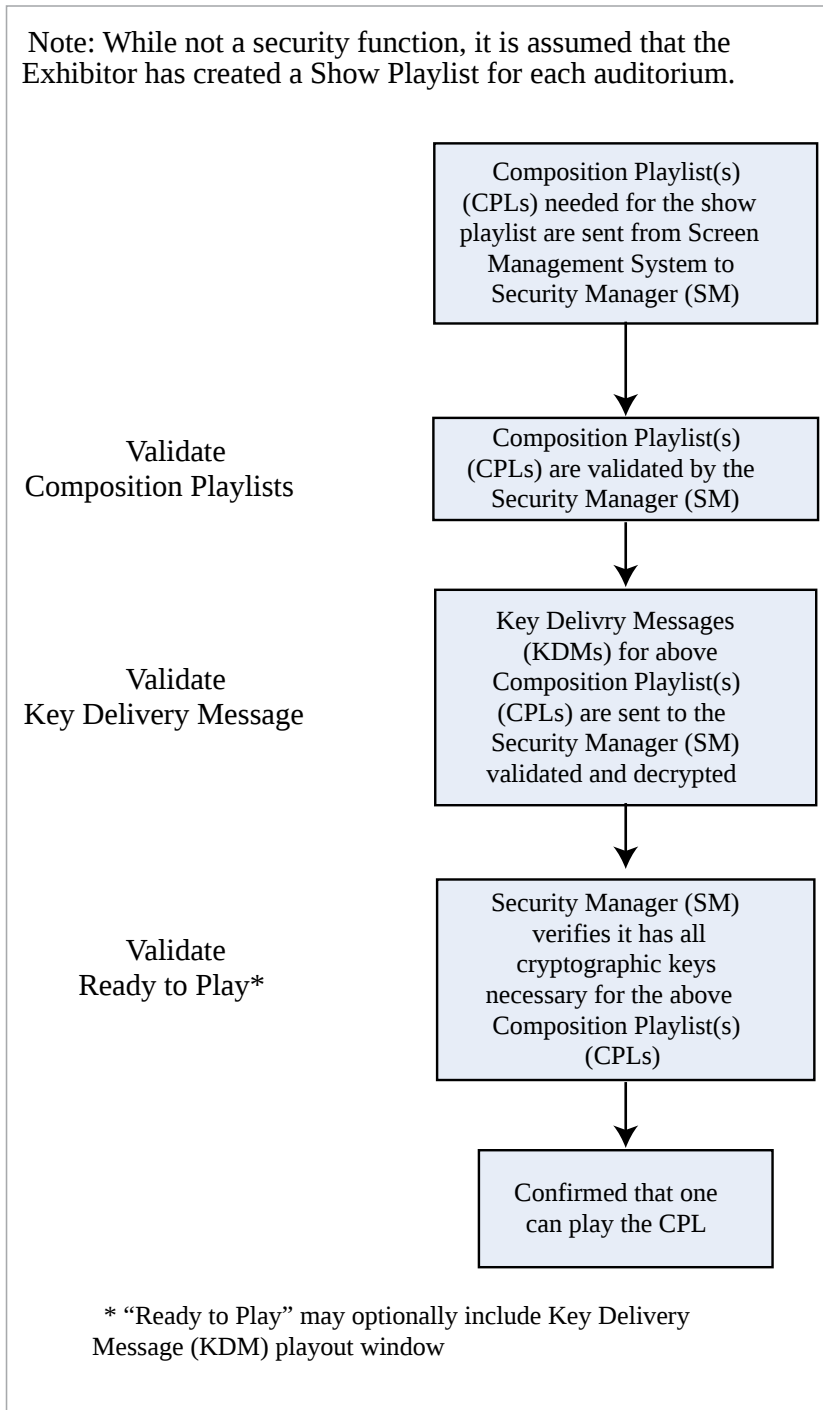 Note: While not a security function, it is assumed that the
Exhibitor has created a Show Playlist for each auditorium.
Composition Playlist(s)
(CPLs) needed for the show
playlist are sent from Screen
Management System to
Security Manager (SM)
Validate
Composition Playlists
Composition Playlist(s)
(CPLs) are validated by the
Security Manager (SM)
Validate
Key Delivery Message
Key Delivry Messages
(KDMs) for above
Composition Playlist(s)
(CPLs) are sent to the
Security Manager (SM)
validated and decrypted
Validate
Ready to Play*
Security Manager (SM)
verifies it has all
cryptographic keys
necessary for the above
Composition Playlist(s)
(CPLs)
Confirmed that one
can play the CPL
* “Ready to Play” may optionally include Key Delivery
Message (KDM) playout window